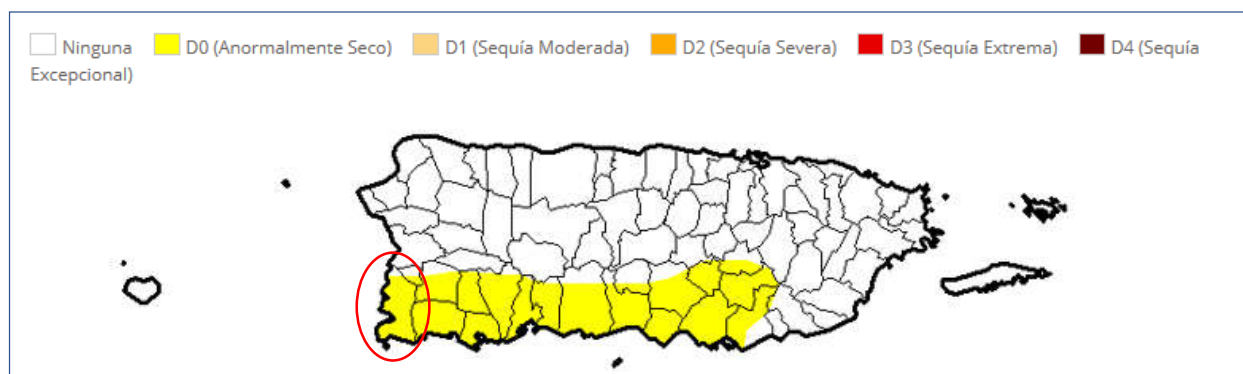 Ninguna D0 (Anormalmente Seco) D1 (Sequía Moderada) D2 (Sequía Severa) D3 (Sequía Extrema) D4 (Sequía
Excepcional)